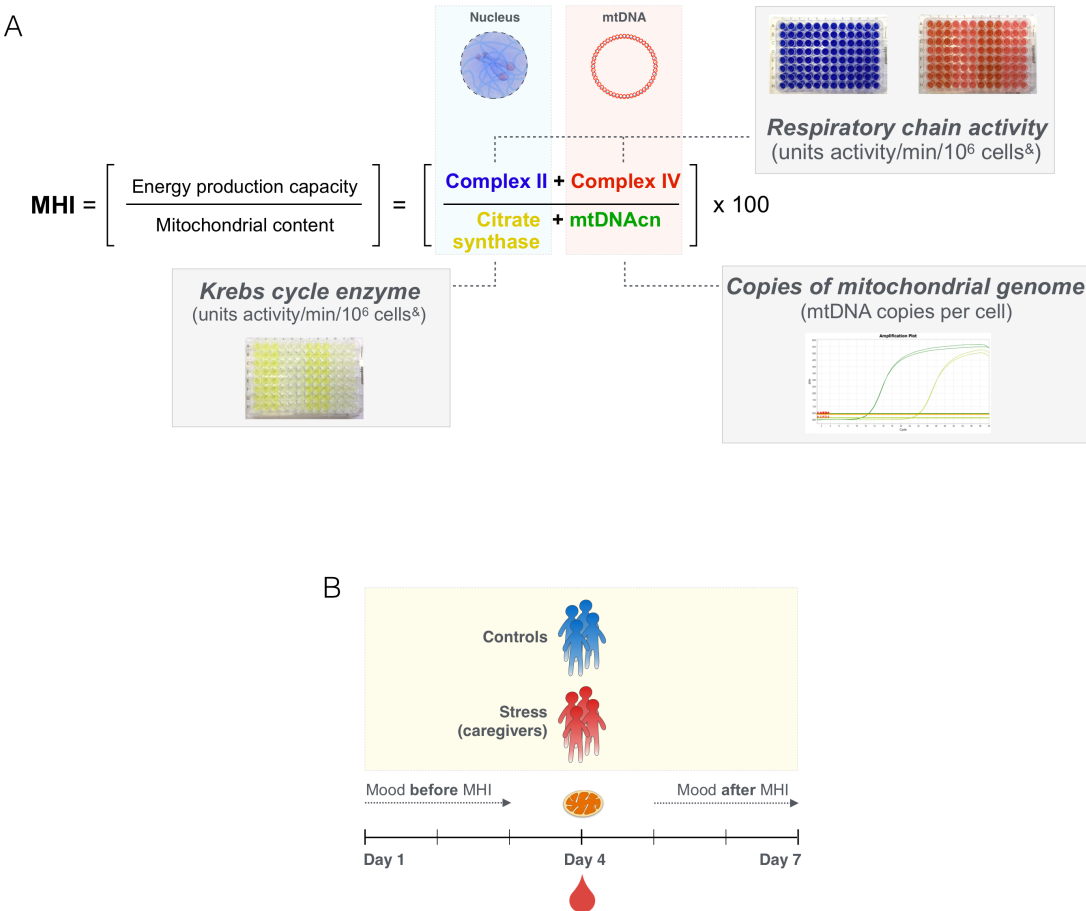 A
Nucleus
mtDNA
Respiratory chain activity
(units activity/min/10⁶ cells&)
MHI = [ Energy production capacity / Mitochondrial content ] = [ Complex II + Complex IV / Citrate synthase + mtDNAcn ] x 100
Krebs cycle enzyme
(units activity/min/10⁶ cells&)
Copies of mitochondrial genome
(mtDNA copies per cell)
Amplification Plot
Cycle
B
Controls
Stress
(caregivers)
Mood before MHI
Mood after MHI
Day 1
Day 4
Day 7